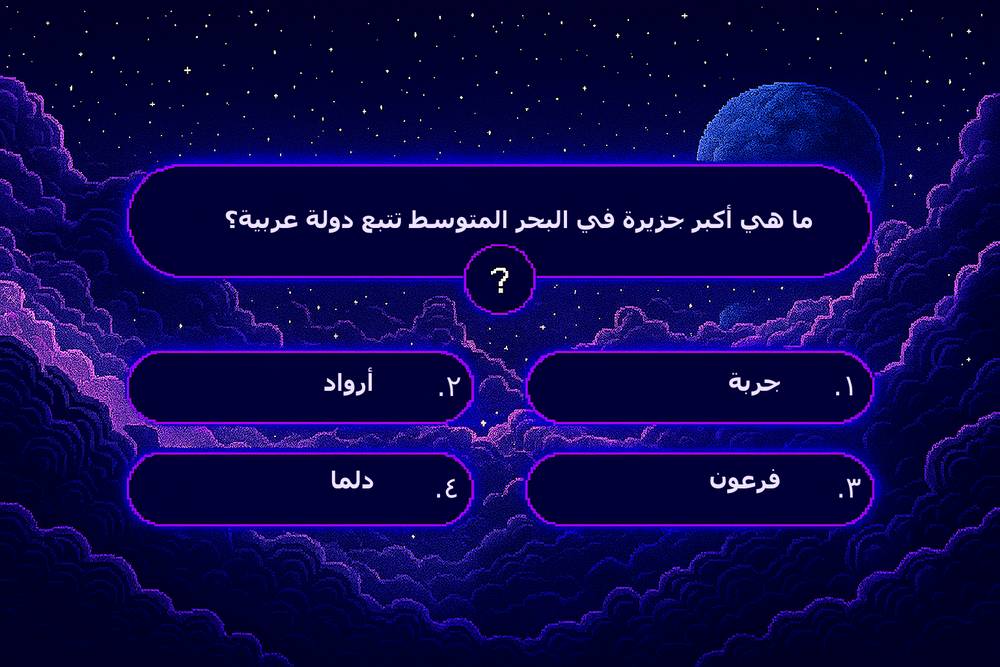 ما هي أكبر جزيرة في البحر المتوسط تتبع دولة عربية؟
?
١. جربة
٢. أرواد
٣. فرعون
٤. دلما